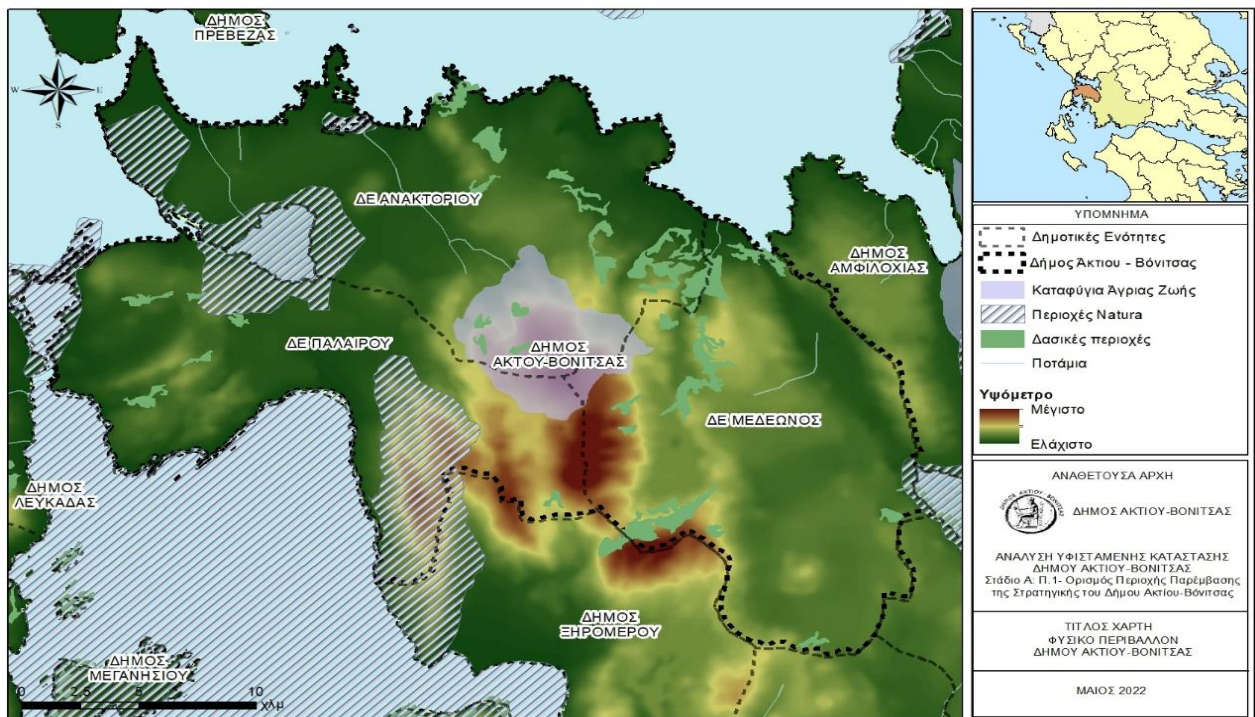 ΔΗΜΟΣ
ΠΡΕΒΕΖΑΣ
N
W
E
S
ΔΕ ΑΝΑΚΤΟΡΙΟΥ
ΔΗΜΟΣ
ΑΜΦΙΛΟΧΙΑΣ
ΔΕ ΠΑΛΑΙΡΟΥ
ΔΗΜΟΣ
ΑΚΤΟΥ-ΒΟΝΙΤΣΑΣ
ΔΕ ΜΕΔΕΩΝΟΣ
ΔΗΜΟΣ
ΛΕΥΚΑΔΑΣ
ΔΗΜΟΣ
ΞΗΡΟΜΕΡΟΥ
ΔΗΜΟΣ
ΜΕΓΑΝΗΣΙΟΥ
0 2,5 5 10
χλμ
ΥΠΟΜΝΗΜΑ
Δημοτικές Ενότητες
Δήμος Άκτιου - Βόνιτσας
Καταφύγια Άγριας Ζωής
Περιοχές Natura
Δασικές περιοχές
Ποτάμια
Υψόμετρο
Μέγιστο
Ελάχιστο
ΑΝΑΘΕΤΟΥΣΑ ΑΡΧΗ
ΔΗΜΟΣ ΑΚΤΙΟΥ-ΒΟΝΙΤΣΑΣ
ΑΝΑΛΥΣΗ ΥΦΙΣΤΑΜΕΝΗΣ ΚΑΤΑΣΤΑΣΗΣ
ΔΗΜΟΥ ΑΚΤΙΟΥ-ΒΟΝΙΤΣΑΣ
Στάδιο Α: Π.1- Ορισμός Περιοχής Παρέμβασης
της Στρατηγικής του Δήμου Ακτίου-Βόνιτσας
ΤΙΤΛΟΣ ΧΑΡΤΗ
ΦΥΣΙΚΟ ΠΕΡΙΒΑΛΛΟΝ
ΔΗΜΟΥ ΑΚΤΙΟΥ-ΒΟΝΙΤΣΑΣ
ΜΑΙΟΣ 2022